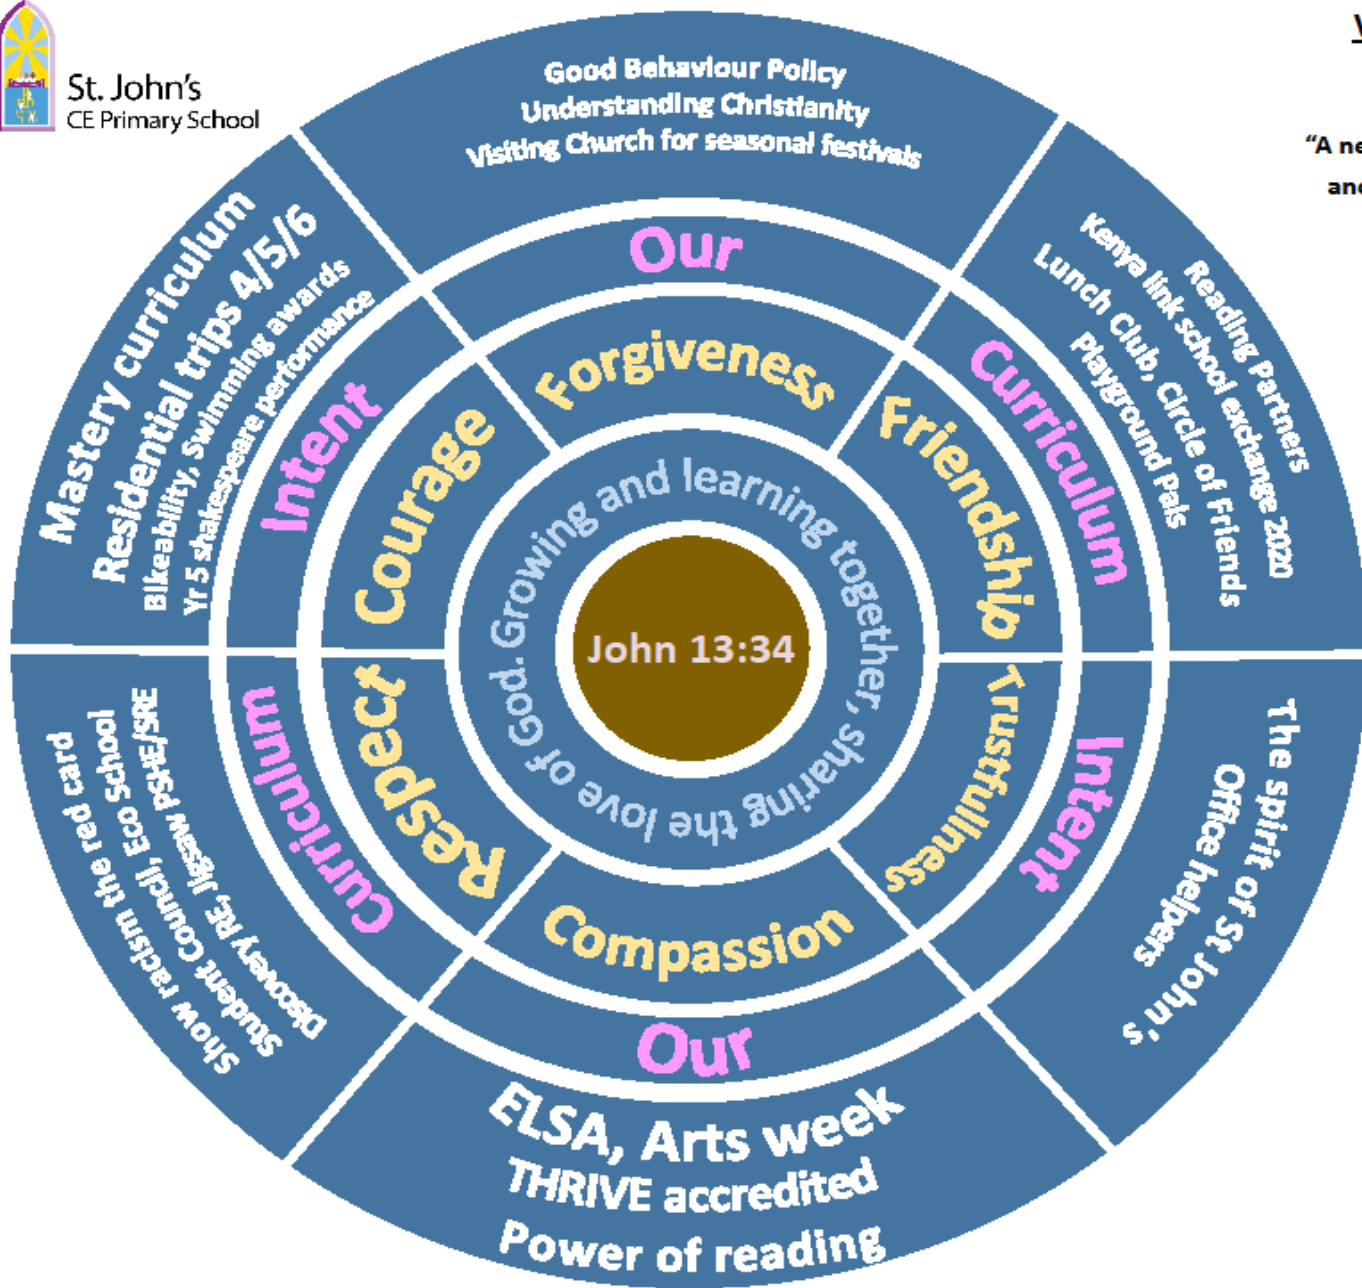 St. John's
CE Primary School
“A ne
Good Behaviour Policy
Understanding Christianity
Visiting Church for seasonal festivals
Reading Partners
Kenya link school exchange 2020
Lunch Club, Circle of Friends
Playground Pals
The spirit of St John's
Office helpers
ELSA, Arts week
THRIVE accredited
Power of reading
Discovery RE, Jigsaw PSHE/SRE
Student Council, Eco School
Show racism the red card
Mastery curriculum
Residential trips 4/5/6
Bikeability, Swimming awards
Yr 5 shakespeare performance
Our
Curriculum
Intent
Our
Curriculum
Intent
Forgiveness
Friendship
Trustfullness
Compassion
Respect
Courage
Growing and learning together, sharing the love of God.
John 13:34